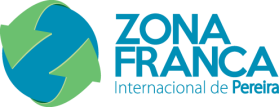 ZONA
FRANCA
Internacional de Pereira